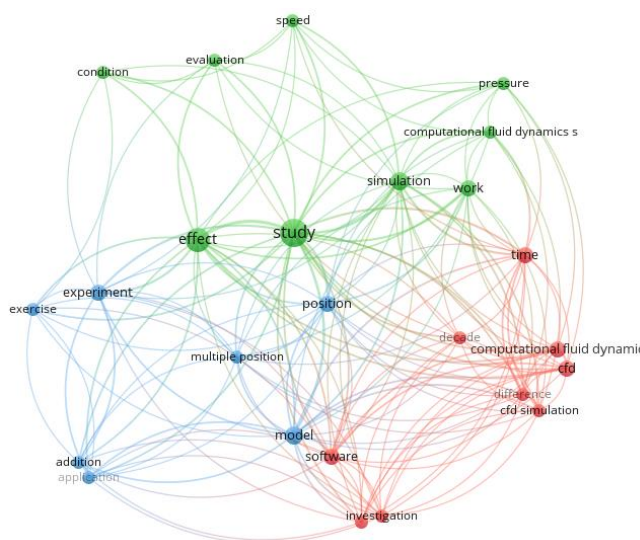 speed
evaluation
condition
pressure
computational fluid dynamics s
simulation
work
study
effect
time
experiment
position
exercise
decade
computational fluid dynamic
multiple position
cfd
difference
cfd simulation
model
software
addition
application
investigation